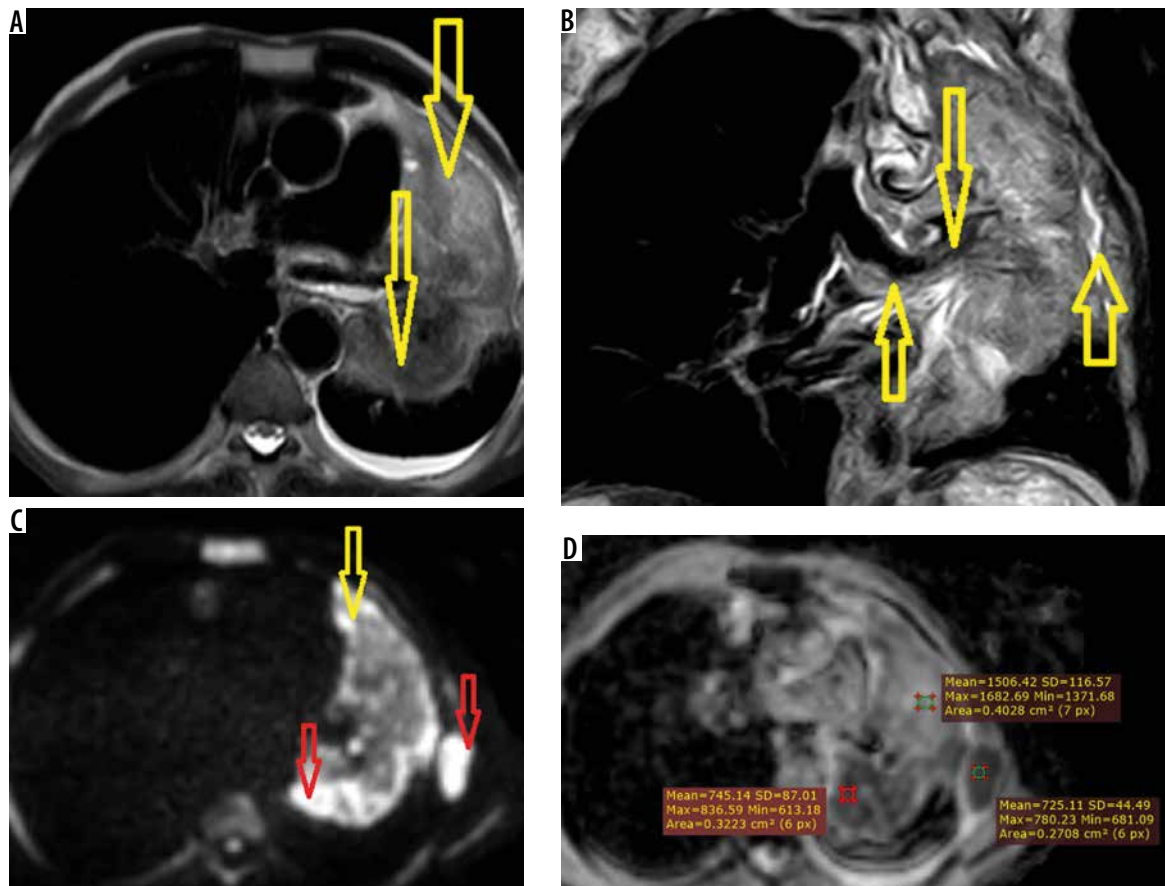 A
B
C
D
Mean=1506.42 SD=116.57
Max=1682.69 Min=1371.68
Area=0.4028 cm² (7 px)
Mean=745.14 SD=87.01
Max=836.59 Min=613.18
Area=0.3223 cm² (6 px)
Mean=725.11 SD=44.49
Max=780.23 Min=681.09
Area=0.2708 cm² (6 px)